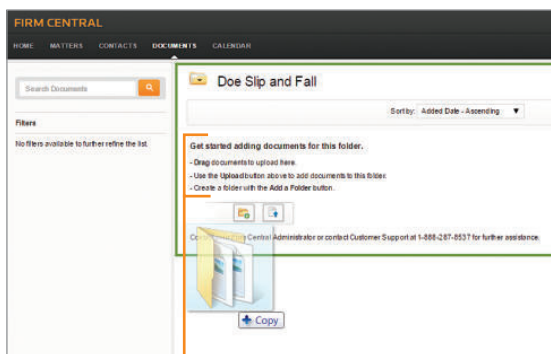 FIRM CENTRAL
HOME MATTERS CONTACTS DOCUMENTS CALENDAR
Search Documents
Filters
No filters available to further refine the list.
Doe Slip and Fall
Sort by: Added Date - Ascending
Get started adding documents for this folder.
- Drag documents to upload here.
- Use the Upload button above to add documents to this folder.
- Create a folder with the Add a Folder button.
Central Administrator or contact Customer Support at 1-888-287-8537 for further assistance.
Copy